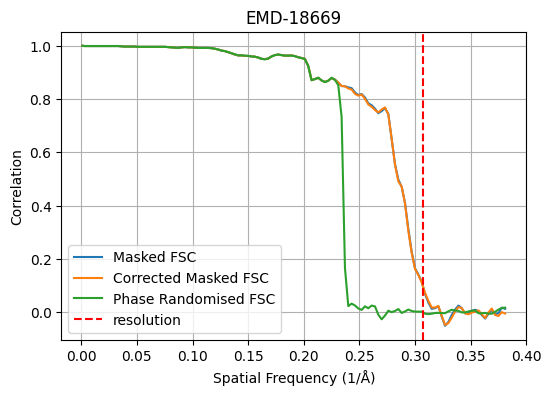 EMD-18669
1.0
0.8
0.6
0.4
0.2
0.0
Correlation
Masked FSC
Corrected Masked FSC
Phase Randomised FSC
resolution
0.00 0.05 0.10 0.15 0.20 0.25 0.30 0.35 0.40
Spatial Frequency (1/Å)